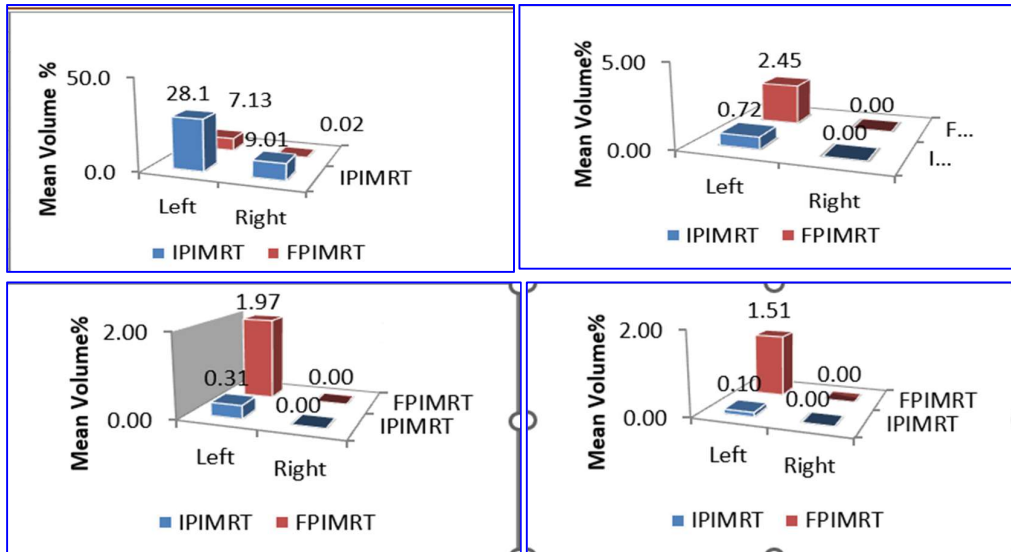 Mean Volume %
50.0
0.0
28.1
7.13
9.01
0.02
IPIMRT
Left
Right
IPIMRT FPIMRT
Mean Volume%
5.00
0.00
2.45
0.72
0.00
0.00
F...
I...
Left
Right
IPIMRT FPIMRT
Mean Volume%
2.00
0.00
1.97
0.31
0.00
0.00
FPIMRT
IPIMRT
Left
Right
IPIMRT FPIMRT
Mean Volume%
2.00
0.00
1.51
0.10
0.00
0.00
FPIMRT
IPIMRT
Left
Right
IPIMRT FPIMRT